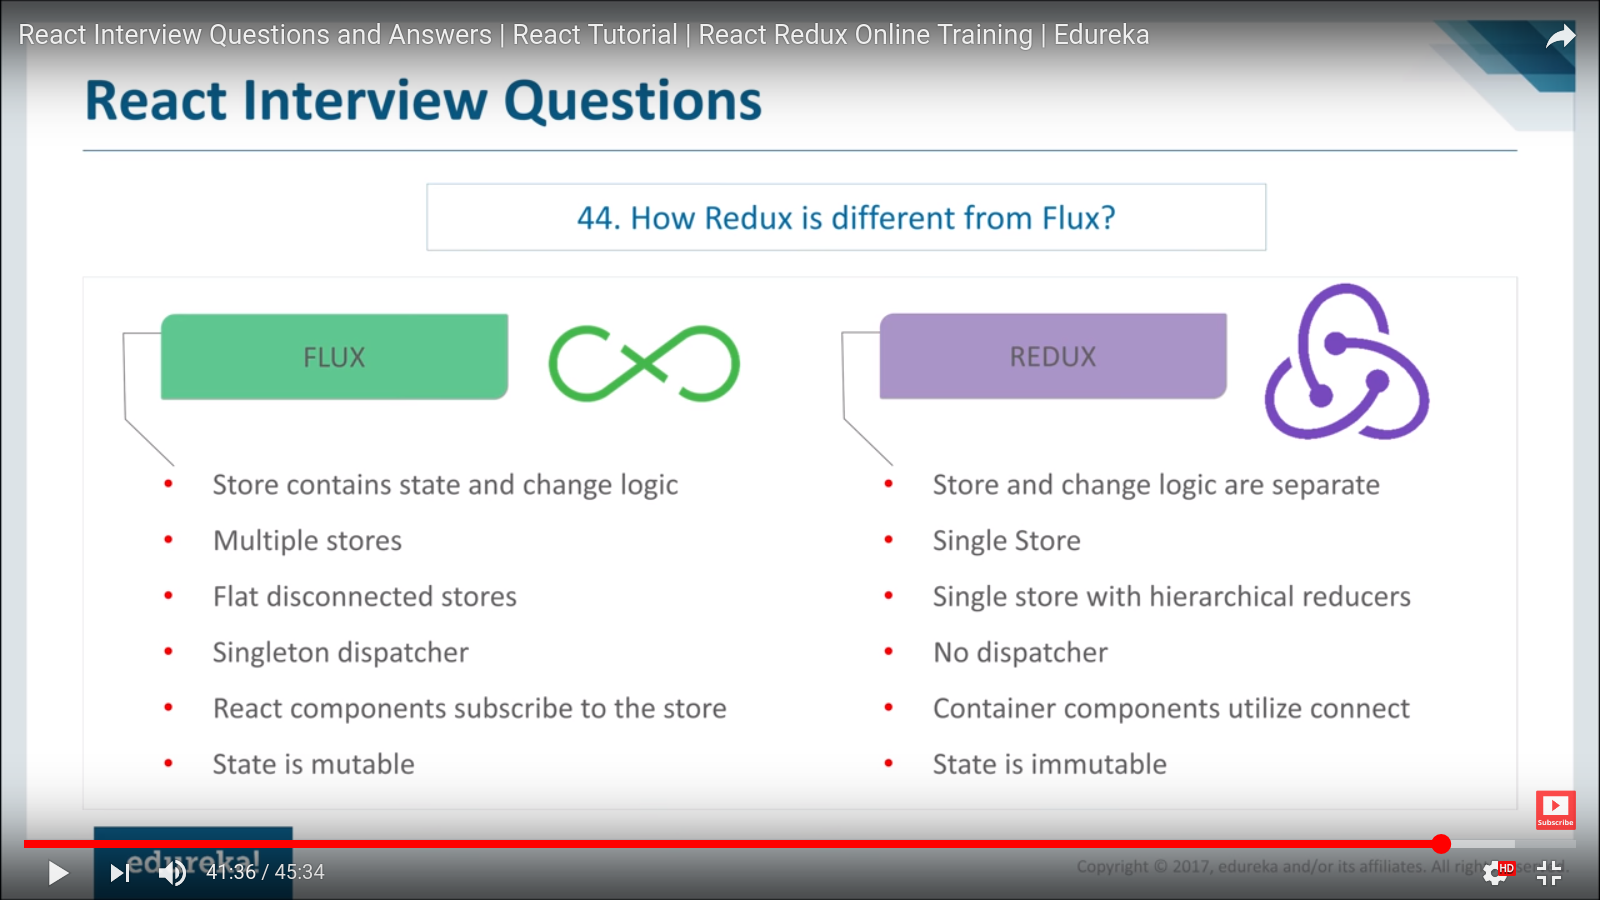 React Interview Questions and Answers | React Tutorial | React Redux Online Training | Edureka
React Interview Questions
44. How Redux is different from Flux?
FLUX
Store contains state and change logic
Multiple stores
Flat disconnected stores
Singleton dispatcher
React components subscribe to the store
State is mutable
REDUX
Store and change logic are separate
Single Store
Single store with hierarchical reducers
No dispatcher
Container components utilize connect
State is immutable
Subscribe
edureka!
41:36 / 45:34
Copyright © 2017, edureka and/or its affiliates. All
HD